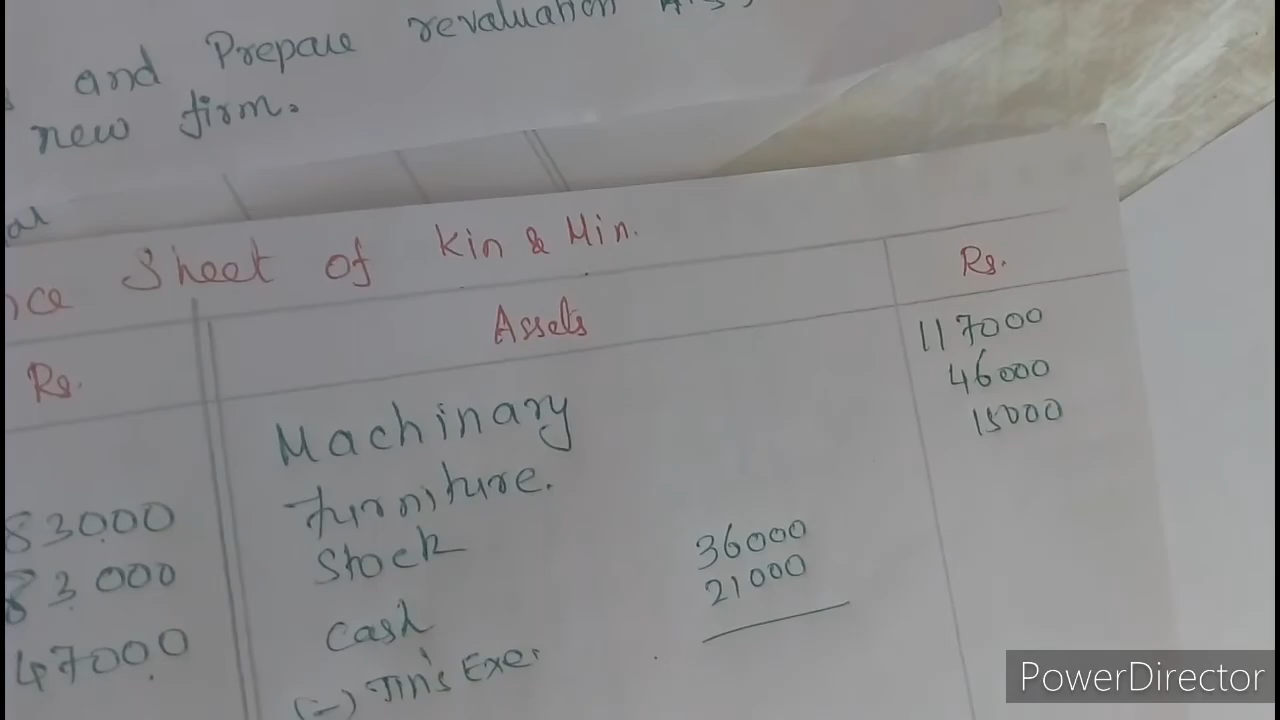 and Prepare revaluation
new firm.
Sheet of Kin & Min.
Rs.
Assets
Rs.
Machinary
117000
Furniture.
46000
Stock
15000
83000
Cash
36000
83000
(-) Jin's Exe.
21000
47000
PowerDirector